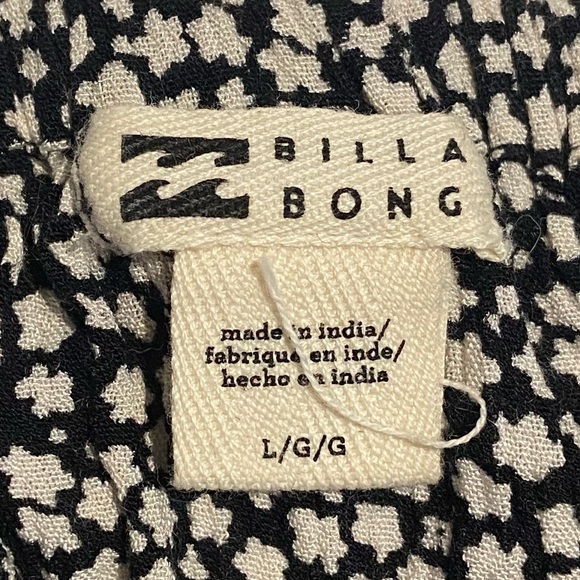 BILLA
BONG
made in india/
fabrique en inde/
hecho en india
L/G/G